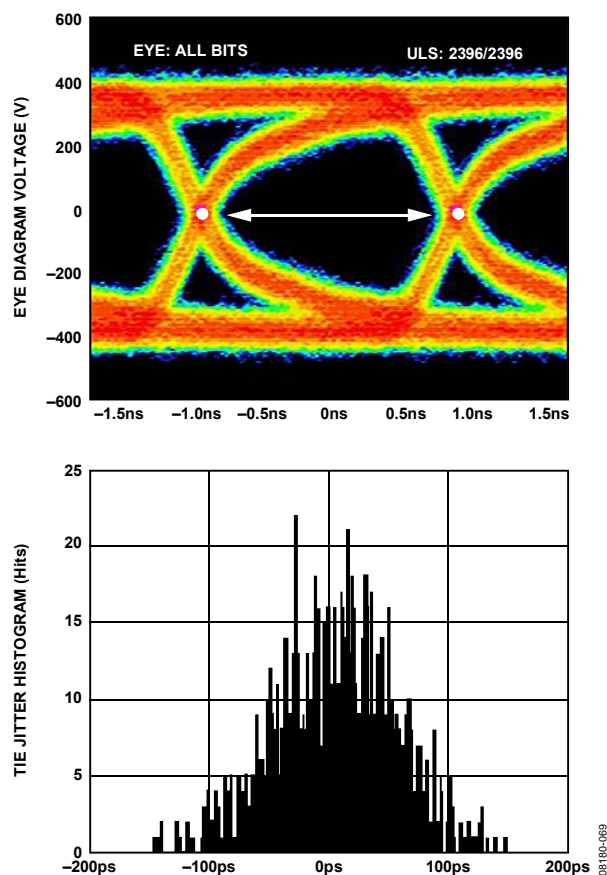 600
400
200
0
–200
–400
–600
EYE DIAGRAM VOLTAGE (V)
EYE: ALL BITS
ULS: 2396/2396
–1.5ns –1.0ns –0.5ns 0ns 0.5ns 1.0ns 1.5ns
25
20
15
10
5
0
TIE JITTER HISTOGRAM (Hits)
–200ps –100ps 0ps 100ps 200ps
08180-069